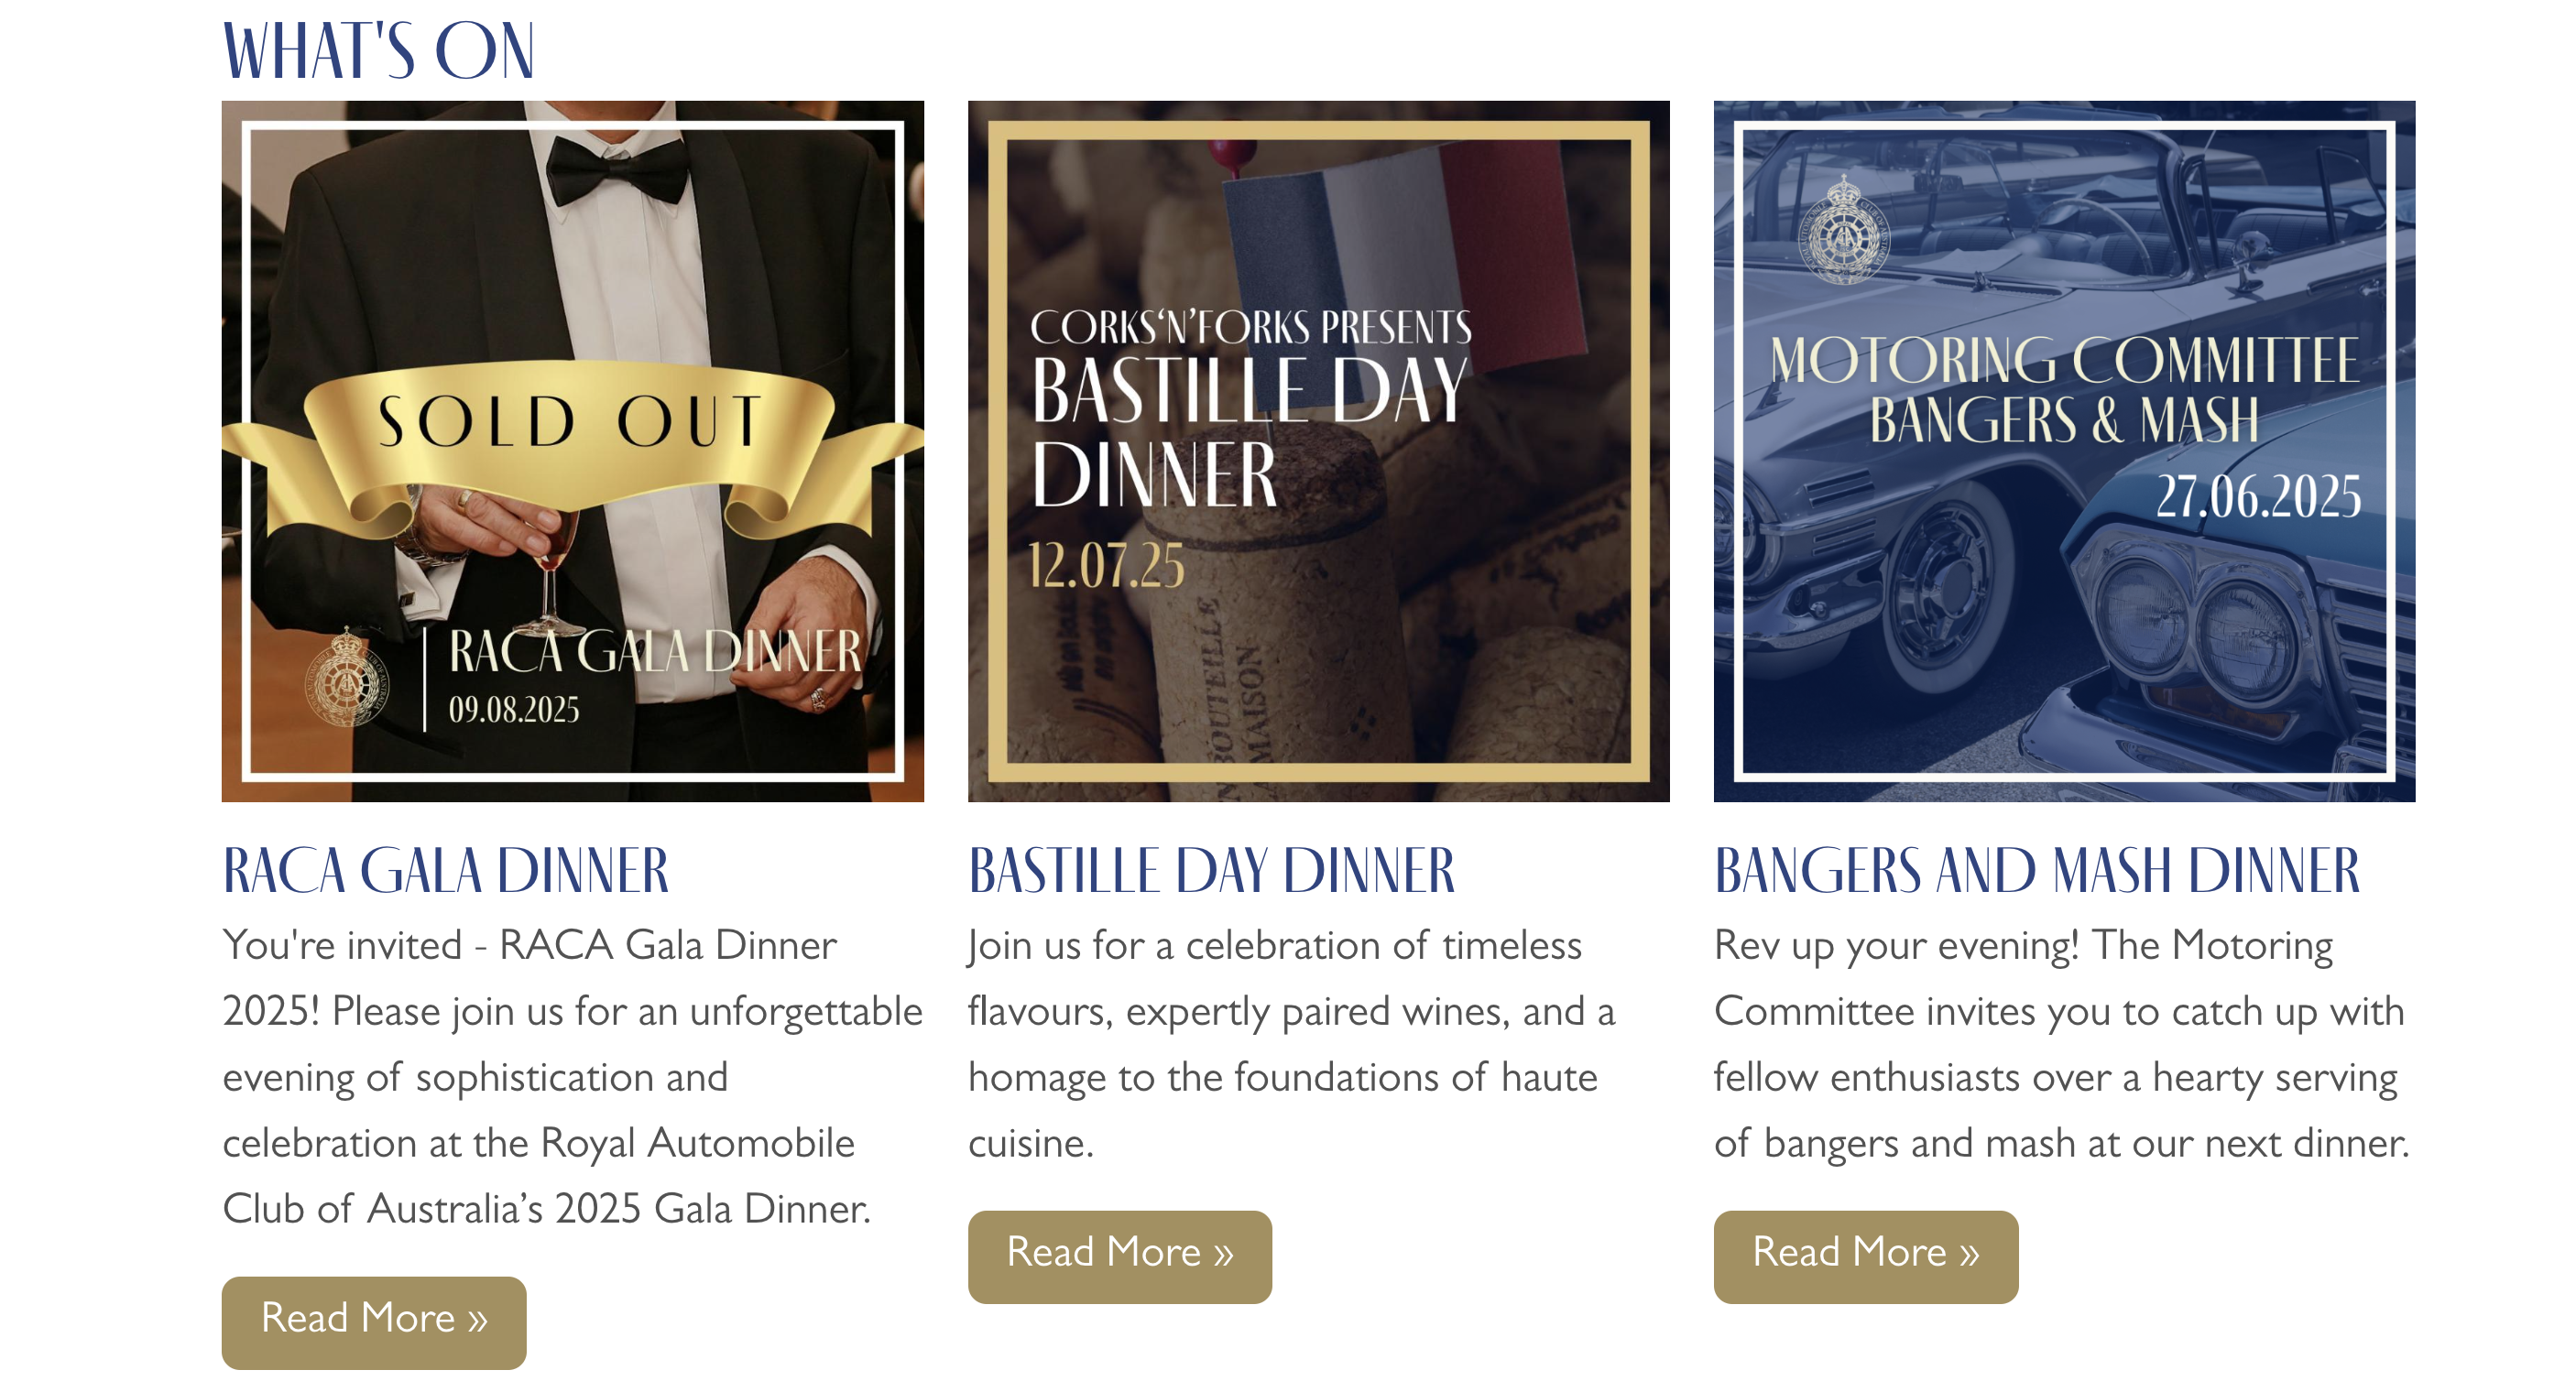 WHAT'S ON
SOLD OUT
RACA GALA DINNER
09.08.2025
CORKS‘N’FORKS PRESENTS
BASTILLE DAY
DINNER
12.07.25
BOUTEILLE
MAISON
MOTORING COMMITTEE
BANGERS & MASH
27.06.2025
RACA GALA DINNER
You're invited - RACA Gala Dinner
2025! Please join us for an unforgettable
evening of sophistication and
celebration at the Royal Automobile
Club of Australia’s 2025 Gala Dinner.
Read More »
BASTILLE DAY DINNER
Join us for a celebration of timeless
flavours, expertly paired wines, and a
homage to the foundations of haute
cuisine.
Read More »
BANGERS AND MASH DINNER
Rev up your evening! The Motoring
Committee invites you to catch up with
fellow enthusiasts over a hearty serving
of bangers and mash at our next dinner.
Read More »